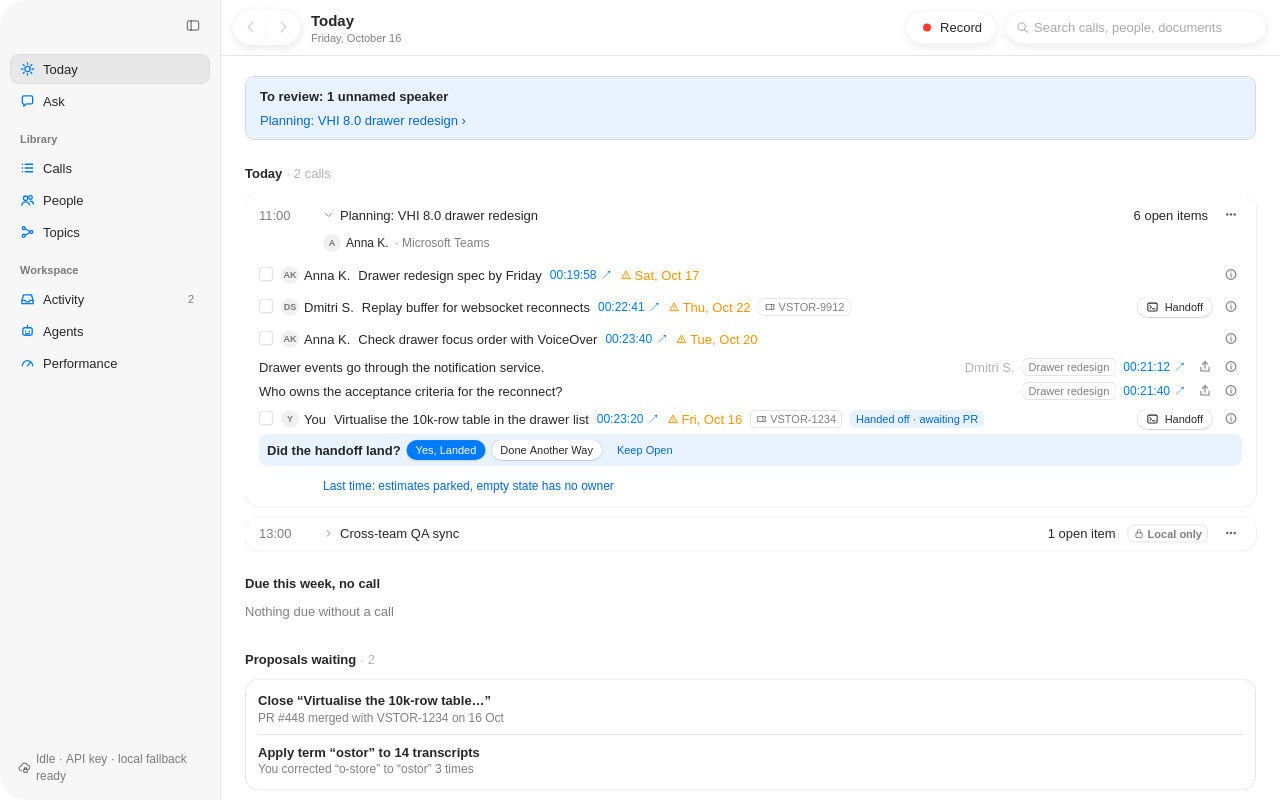 Today
Friday, October 16
Record
Search calls, people, documents
Today
Ask
Library
Calls
People
Topics
Workspace
Activity 2
Agents
Performance
Idle · API key · local fallback
ready
To review: 1 unnamed speaker
Planning: VHI 8.0 drawer redesign ›
Today · 2 calls
11:00 Planning: VHI 8.0 drawer redesign 6 open items
A Anna K. · Microsoft Teams
AK Anna K. Drawer redesign spec by Friday 00:19:58 Sat, Oct 17
DS Dmitri S. Replay buffer for websocket reconnects 00:22:41 Thu, Oct 22 VSTOR-9912 Handoff
AK Anna K. Check drawer focus order with VoiceOver 00:23:40 Tue, Oct 20
Drawer events go through the notification service. Dmitri S. Drawer redesign 00:21:12
Who owns the acceptance criteria for the reconnect? Drawer redesign 00:21:40
Y You Virtualise the 10k-row table in the drawer list 00:23:20 Fri, Oct 16 VSTOR-1234 Handed off · awaiting PR Handoff
Did the handoff land? Yes, Landed Done Another Way Keep Open
Last time: estimates parked, empty state has no owner
13:00 Cross-team QA sync 1 open item Local only
Due this week, no call
Nothing due without a call
Proposals waiting · 2
Close “Virtualise the 10k-row table…”
PR #448 merged with VSTOR-1234 on 16 Oct
Apply term “ostor” to 14 transcripts
You corrected “o-store” to “ostor” 3 times